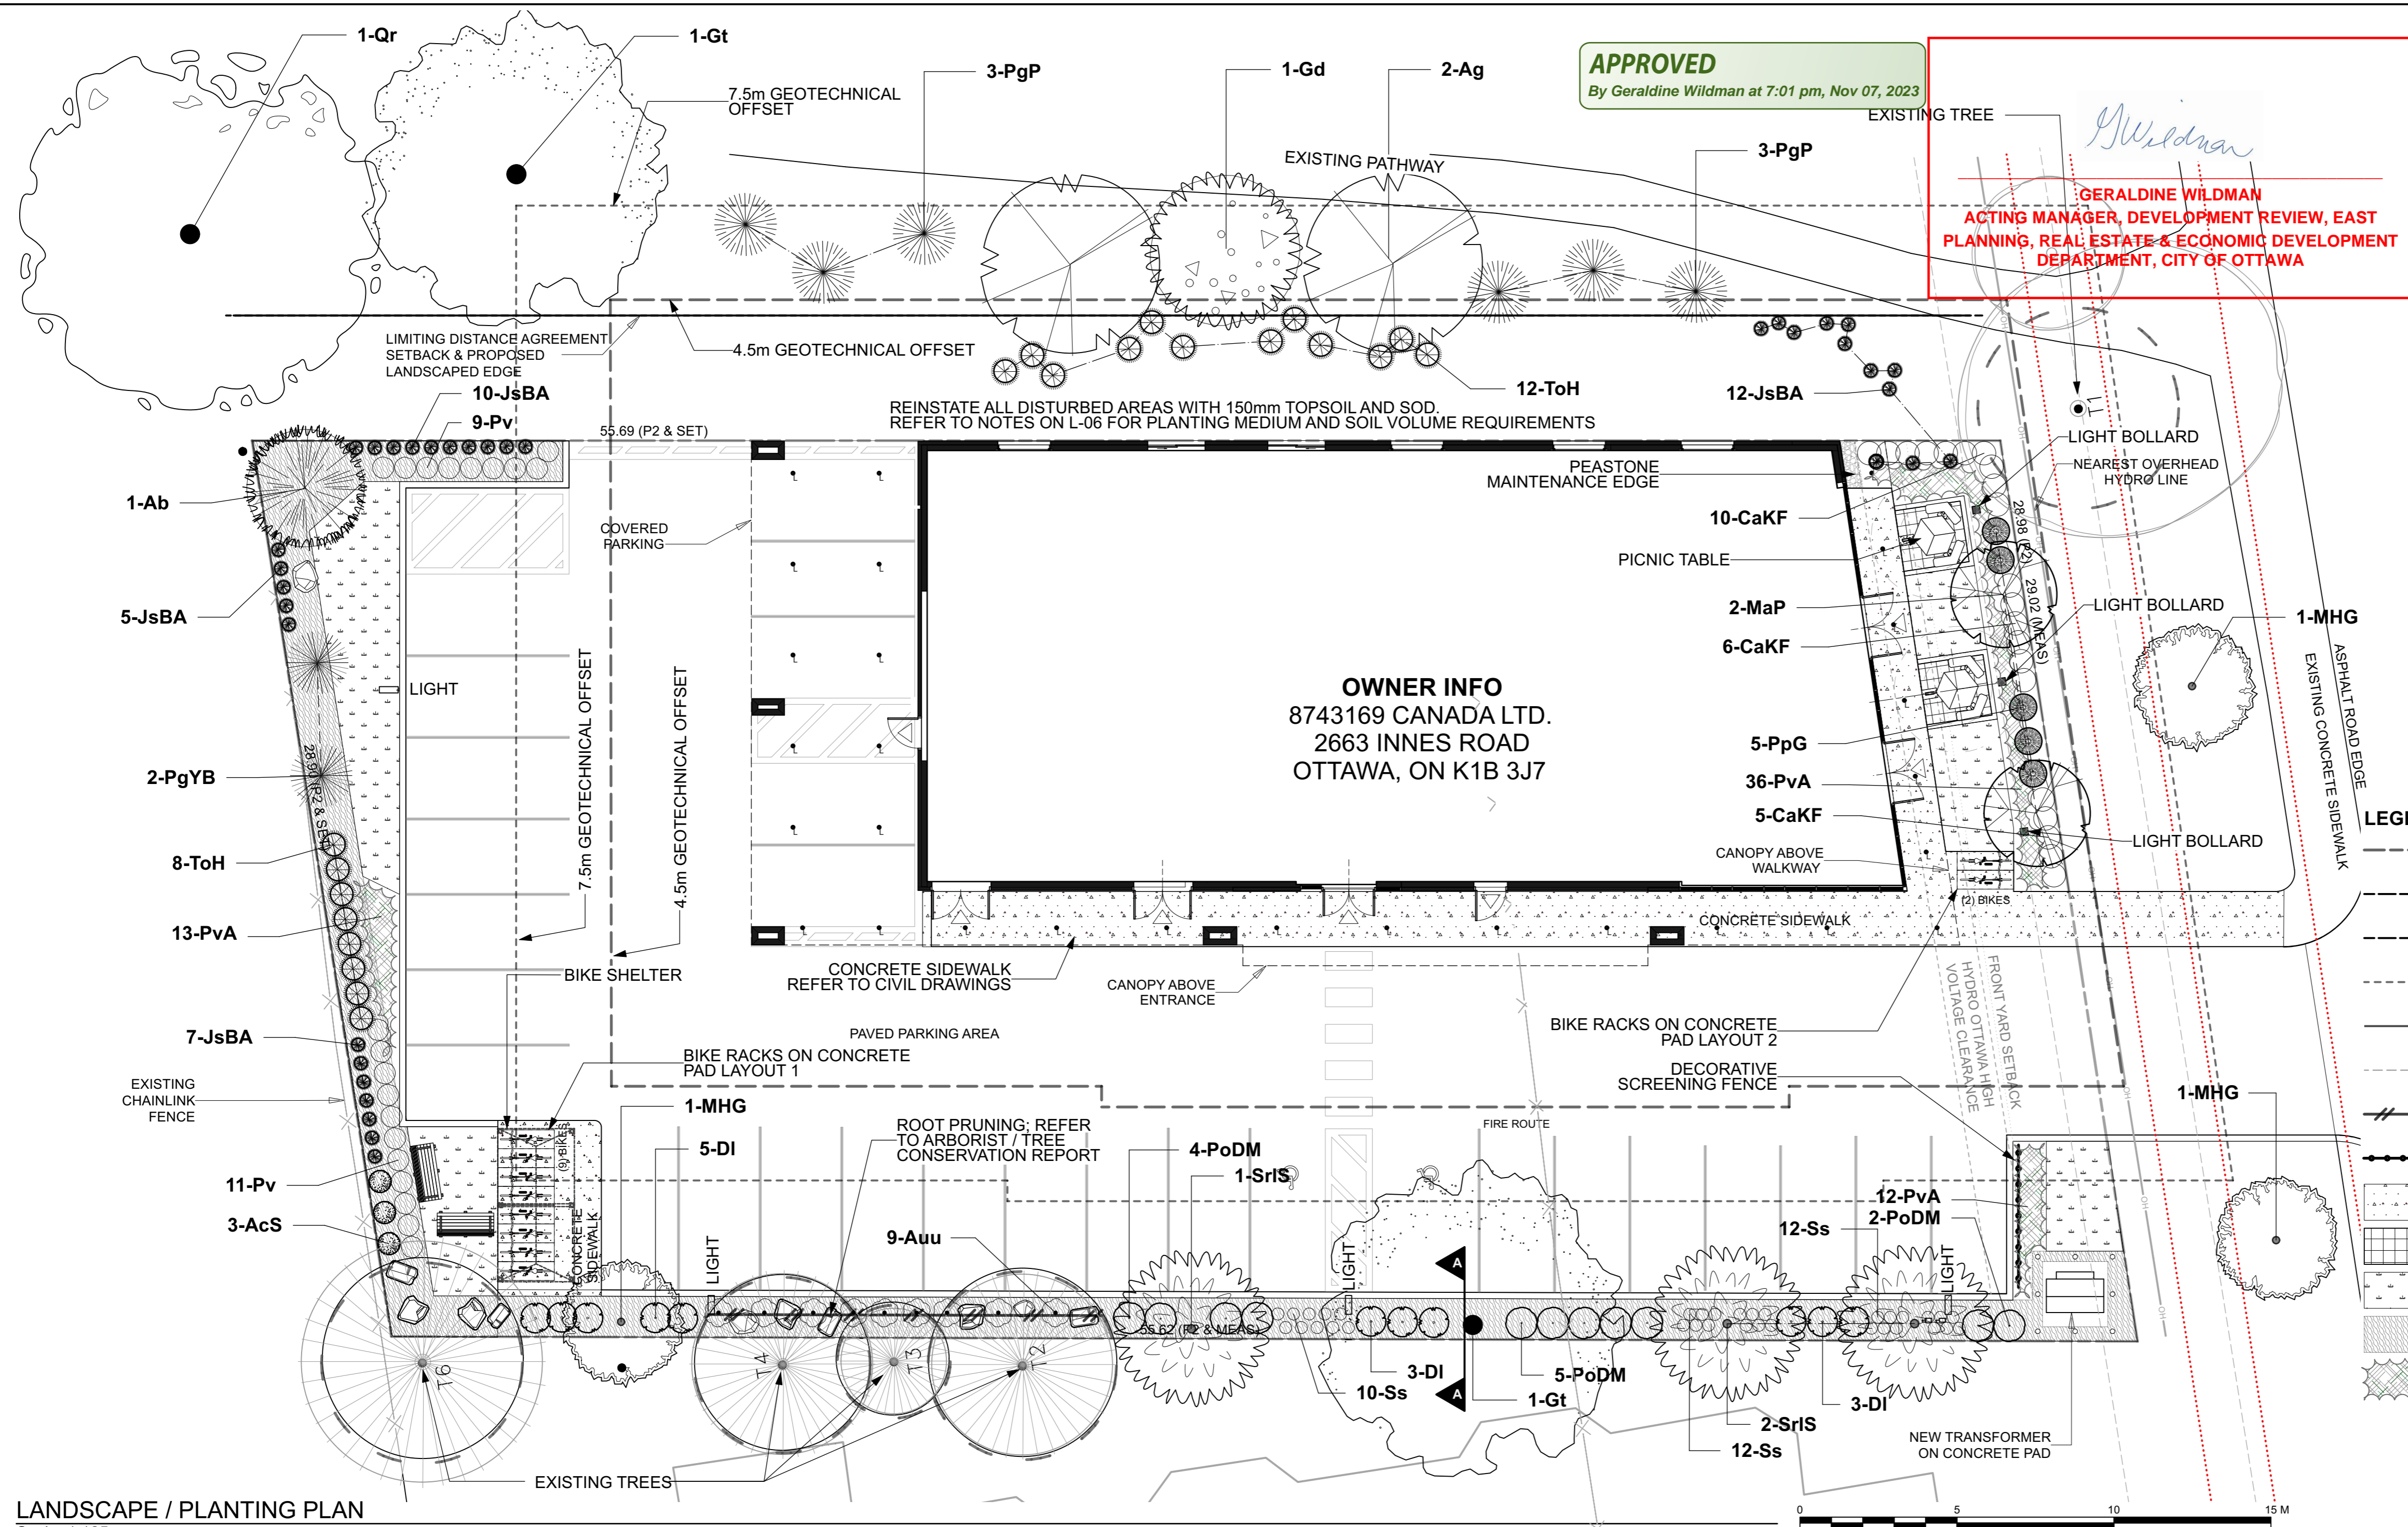 1-Qr
1-Gt
3-PgP
1-Gd
2-Ag
APPROVED
By Geraldine Wildman at 7:01 pm, Nov 07, 2023
EXISTING TREE
GWildman
GERALDINE WILDMAN
ACTING MANAGER, DEVELOPMENT REVIEW, EAST
PLANNING, REAL ESTATE & ECONOMIC DEVELOPMENT
DEPARTMENT, CITY OF OTTAWA
7.5m GEOTECHNICAL
OFFSET
EXISTING PATHWAY
3-PgP
LIMITING DISTANCE AGREEMENT
SETBACK & PROPOSED
LANDSCAPED EDGE
4.5m GEOTECHNICAL OFFSET
10-JsBA
9-Pv
12-ToH
12-JsBA
T1
REINSTATE ALL DISTURBED AREAS WITH 150mm TOPSOIL AND SOD.
REFER TO NOTES ON L-06 FOR PLANTING MEDIUM AND SOIL VOLUME REQUIREMENTS
55.69 (P2 & SET)
LIGHT BOLLARD
NEAREST OVERHEAD
HYDRO LINE
PEASTONE
MAINTENANCE EDGE
1-Ab
COVERED
PARKING
10-CaKF
28.98 (P2)
29.02 (MEAS)
PICNIC TABLE
5-JsBA
2-MaP
LIGHT BOLLARD
1-MHG
6-CaKF
LIGHT
7.5m GEOTECHNICAL OFFSET
4.5m GEOTECHNICAL OFFSET
OWNER INFO
8743169 CANADA LTD.
2663 INNES ROAD
OTTAWA, ON K1B 3J7
ASPHALT ROAD EDGE
EXISTING CONCRETE SIDEWALK
5-PpG
2-PgYB
28.90 (P2 & SET)
36-PvA
5-CaKF
LEGE
8-ToH
LIGHT BOLLARD
CANOPY ABOVE
WALKWAY
(2) BIKES
13-PvA
CONCRETE SIDEWALK
BIKE SHELTER
CONCRETE SIDEWALK
REFER TO CIVIL DRAWINGS
CANOPY ABOVE
ENTRANCE
FRONT YARD SETBACK
HYDRO OTTAWA HIGH
VOLTAGE CLEARANCE
7-JsBA
PAVED PARKING AREA
BIKE RACKS ON CONCRETE
PAD LAYOUT 2
BIKE RACKS ON CONCRETE
PAD LAYOUT 1
DECORATIVE
SCREENING FENCE
EXISTING
CHAINLINK
FENCE
1-MHG
1-MHG
ROOT PRUNING; REFER
TO ARBORIST / TREE
CONSERVATION REPORT
FIRE ROUTE
(9) BIKES
5-DI
4-PoDM
1-SrIS
11-Pv
12-PvA
2-PoDM
3-AcS
12-Ss
9-Auu
CONCRETE
SIDEWALK
LIGHT
LIGHT
LIGHT
A
A
55.62 (P2 & MEAS)
T6
T4
T3
T2
3-DI
10-Ss
5-PoDM
1-Gt
3-DI
2-SrIS
12-Ss
NEW TRANSFORMER
ON CONCRETE PAD
EXISTING TREES
LANDSCAPE / PLANTING PLAN
0 5 10 15 M